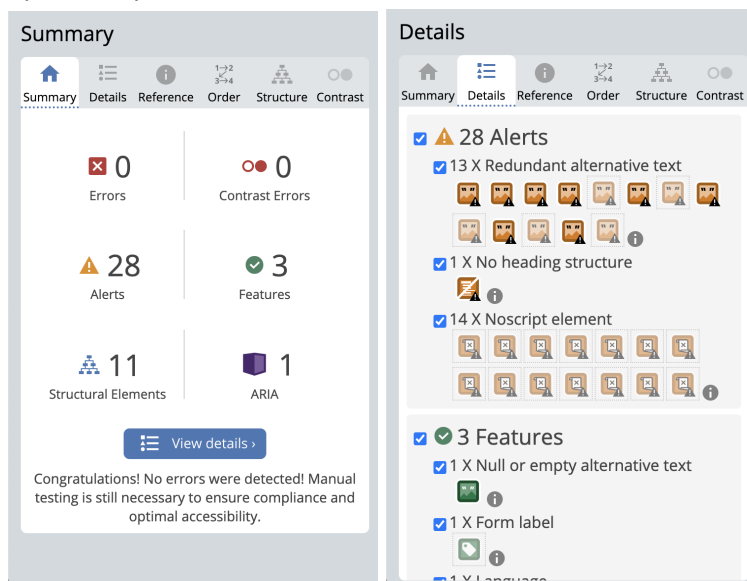 Summary
Summary Details Reference Order Structure Contrast
0
Errors
0
Contrast Errors
28
Alerts
3
Features
11
Structural Elements
1
ARIA
View details ›
Congratulations! No errors were detected! Manual
testing is still necessary to ensure compliance and
optimal accessibility.
Details
Summary Details Reference Order Structure Contrast
28 Alerts
13 X Redundant alternative text
1 X No heading structure
14 X Noscript element
3 Features
1 X Null or empty alternative text
1 X Form label
1 X Language